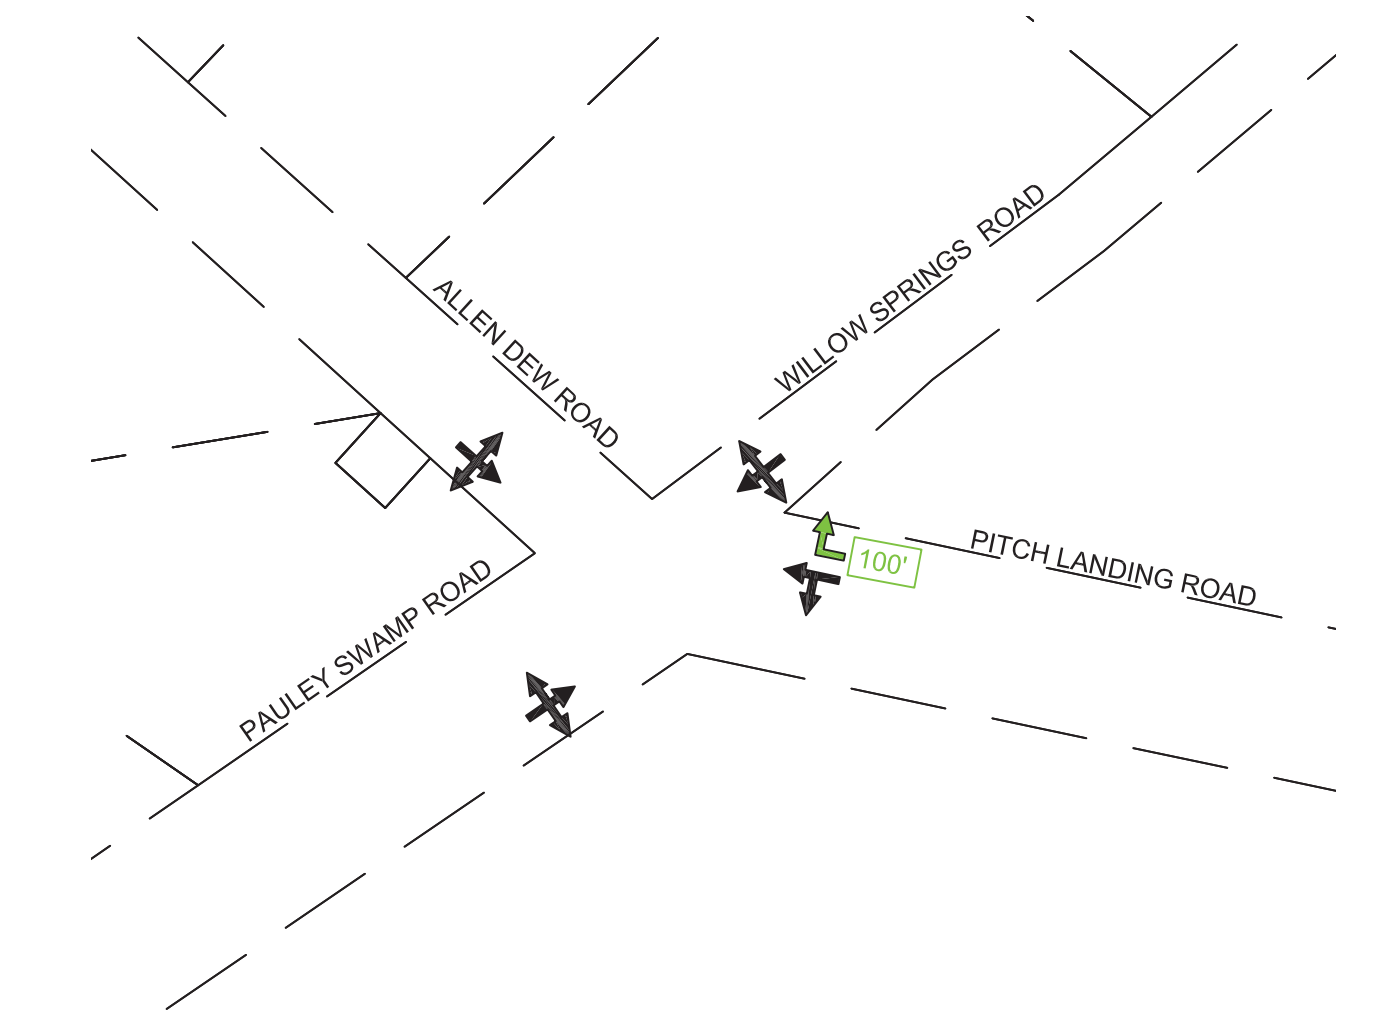 ALLEN DEW ROAD
WILLOW SPRINGS ROAD
PAULEY SWAMP ROAD
PITCH LANDING ROAD
100'